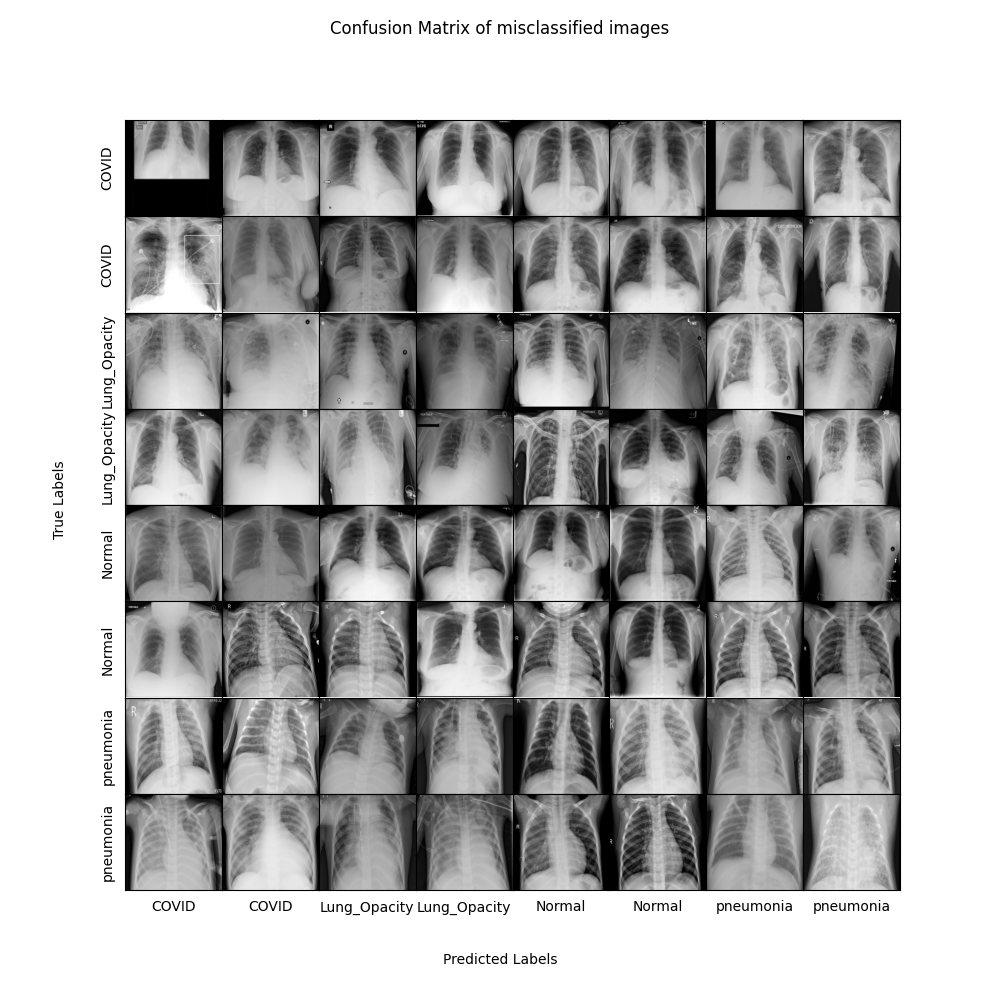 Confusion Matrix of misclassified images
True Labels
COVID
COVID
Lung_Opacity
Lung_Opacity
Normal
Normal
pneumonia
pneumonia
COVID COVID Lung_Opacity Lung_Opacity Normal Normal pneumonia pneumonia
Predicted Labels
R